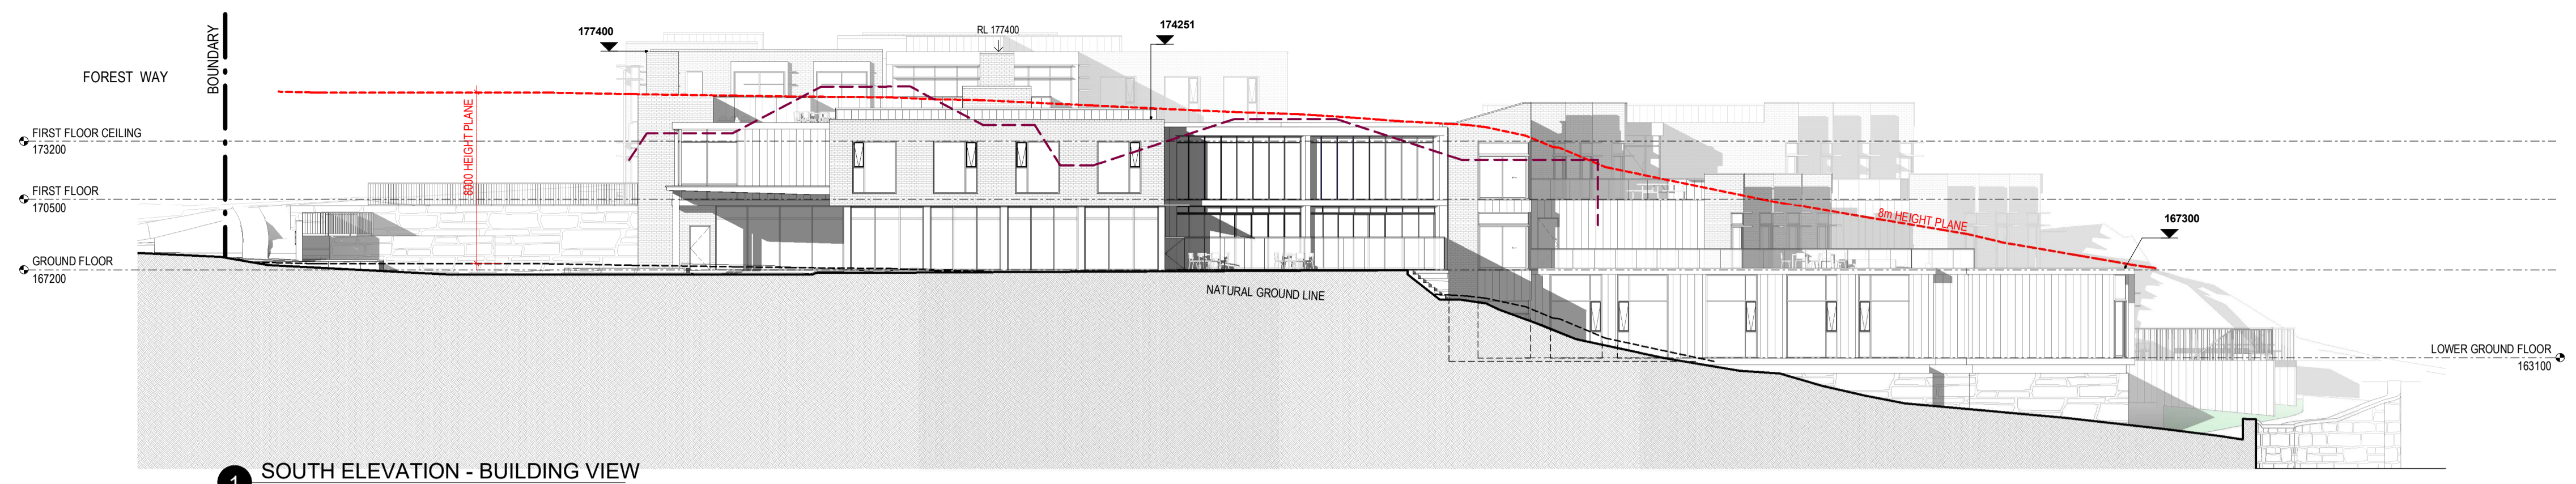 FOREST WAY
BOUNDARY
177400
RL 177400
174251
8000 HEIGHT PLANE
FIRST FLOOR CEILING
173200
FIRST FLOOR
170500
GROUND FLOOR
167200
NATURAL GROUND LINE
8m HEIGHT PLANE
167300
LOWER GROUND FLOOR
163100
1 SOUTH ELEVATION - BUILDING VIEW